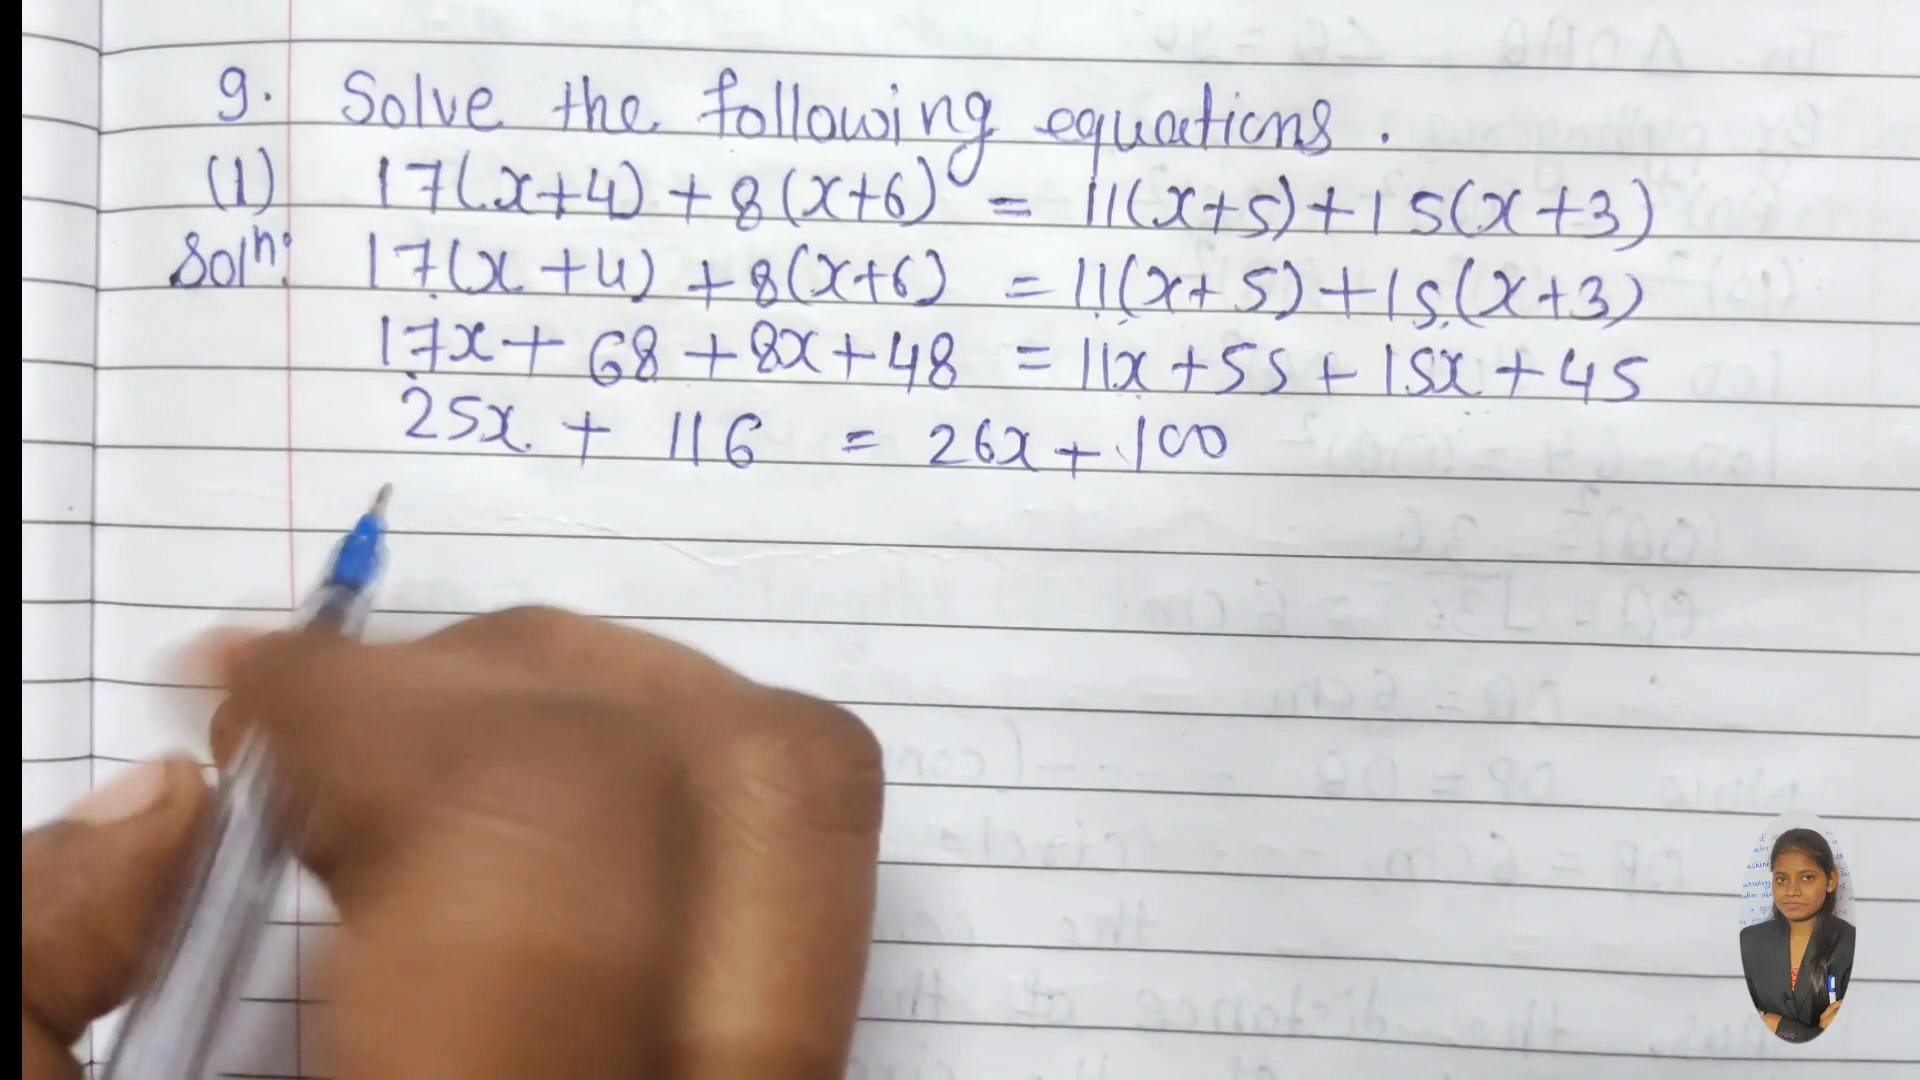 9. Solve the following equations.
(1) 17(x+4)+8(x+6) = 11(x+5)+15(x+3)
Solⁿ: 17(x+4)+8(x+6) = 11(x+5)+15(x+3)
17x+68+8x+48 = 11x+55+15x+45
25x + 116 = 26x+100